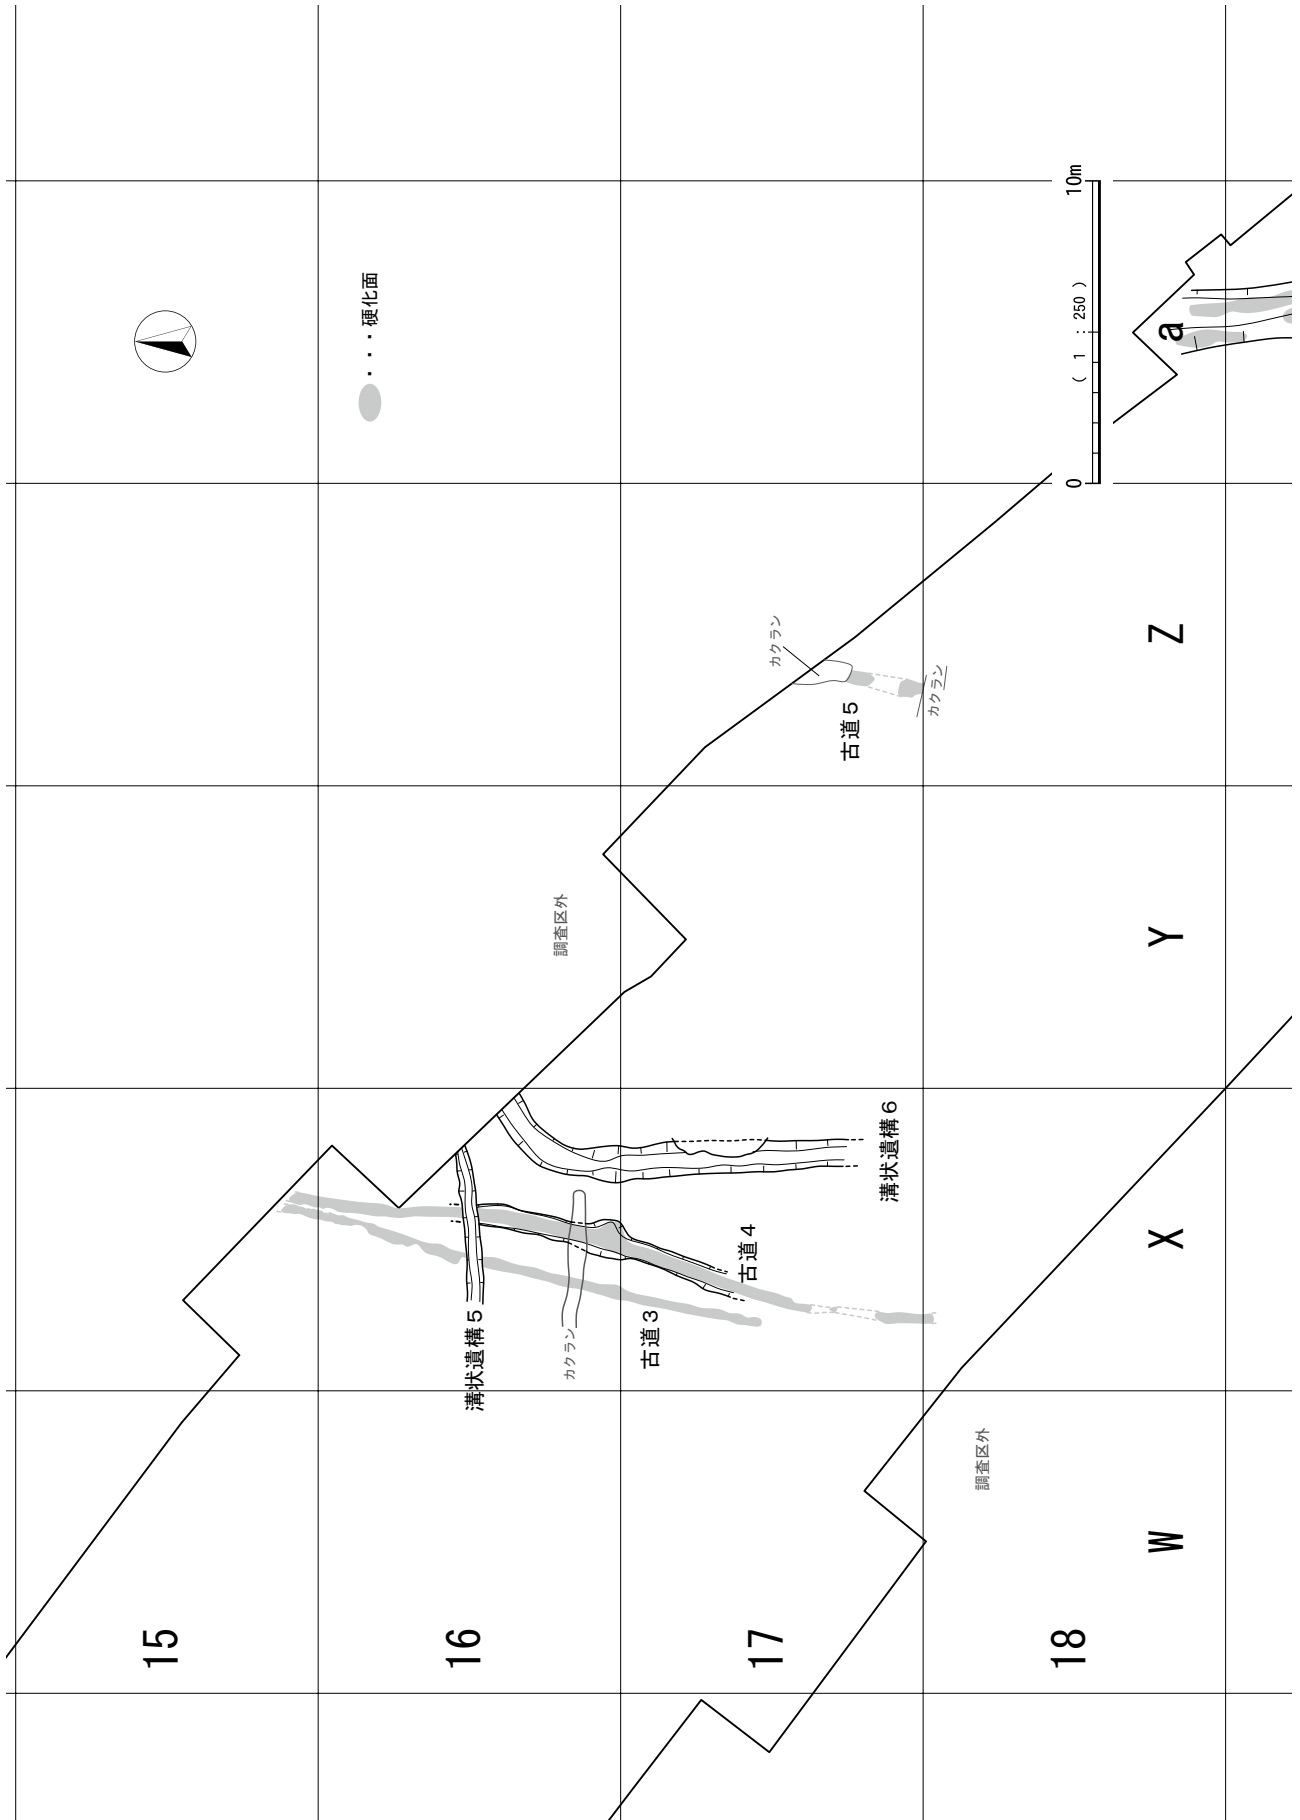 ・・・硬化面
調査区外
カクラン
古道５
カクラン
溝状遺構５
カクラン
古道３
古道４
溝状遺構６
調査区外
15
16
17
18
W
X
Y
Z
a
0
( 1 : 250 )
10m